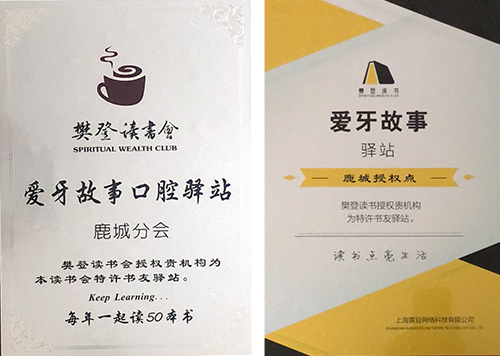 樊登读书會
SPIRITUAL WEALTH CLUB
爱牙故事口腔驿站
鹿城分会
樊登读书会授权贵机构为
本读书会特许书友驿站。
Keep Learning...
每年一起读50本书
樊登读书
SPIRITUAL WEALTH CLUB
爱牙故事
驿站
鹿城授权点
樊登读书授权贵机构
为特许书友驿站。
读书点亮生活
上海黄豆网络科技有限公司